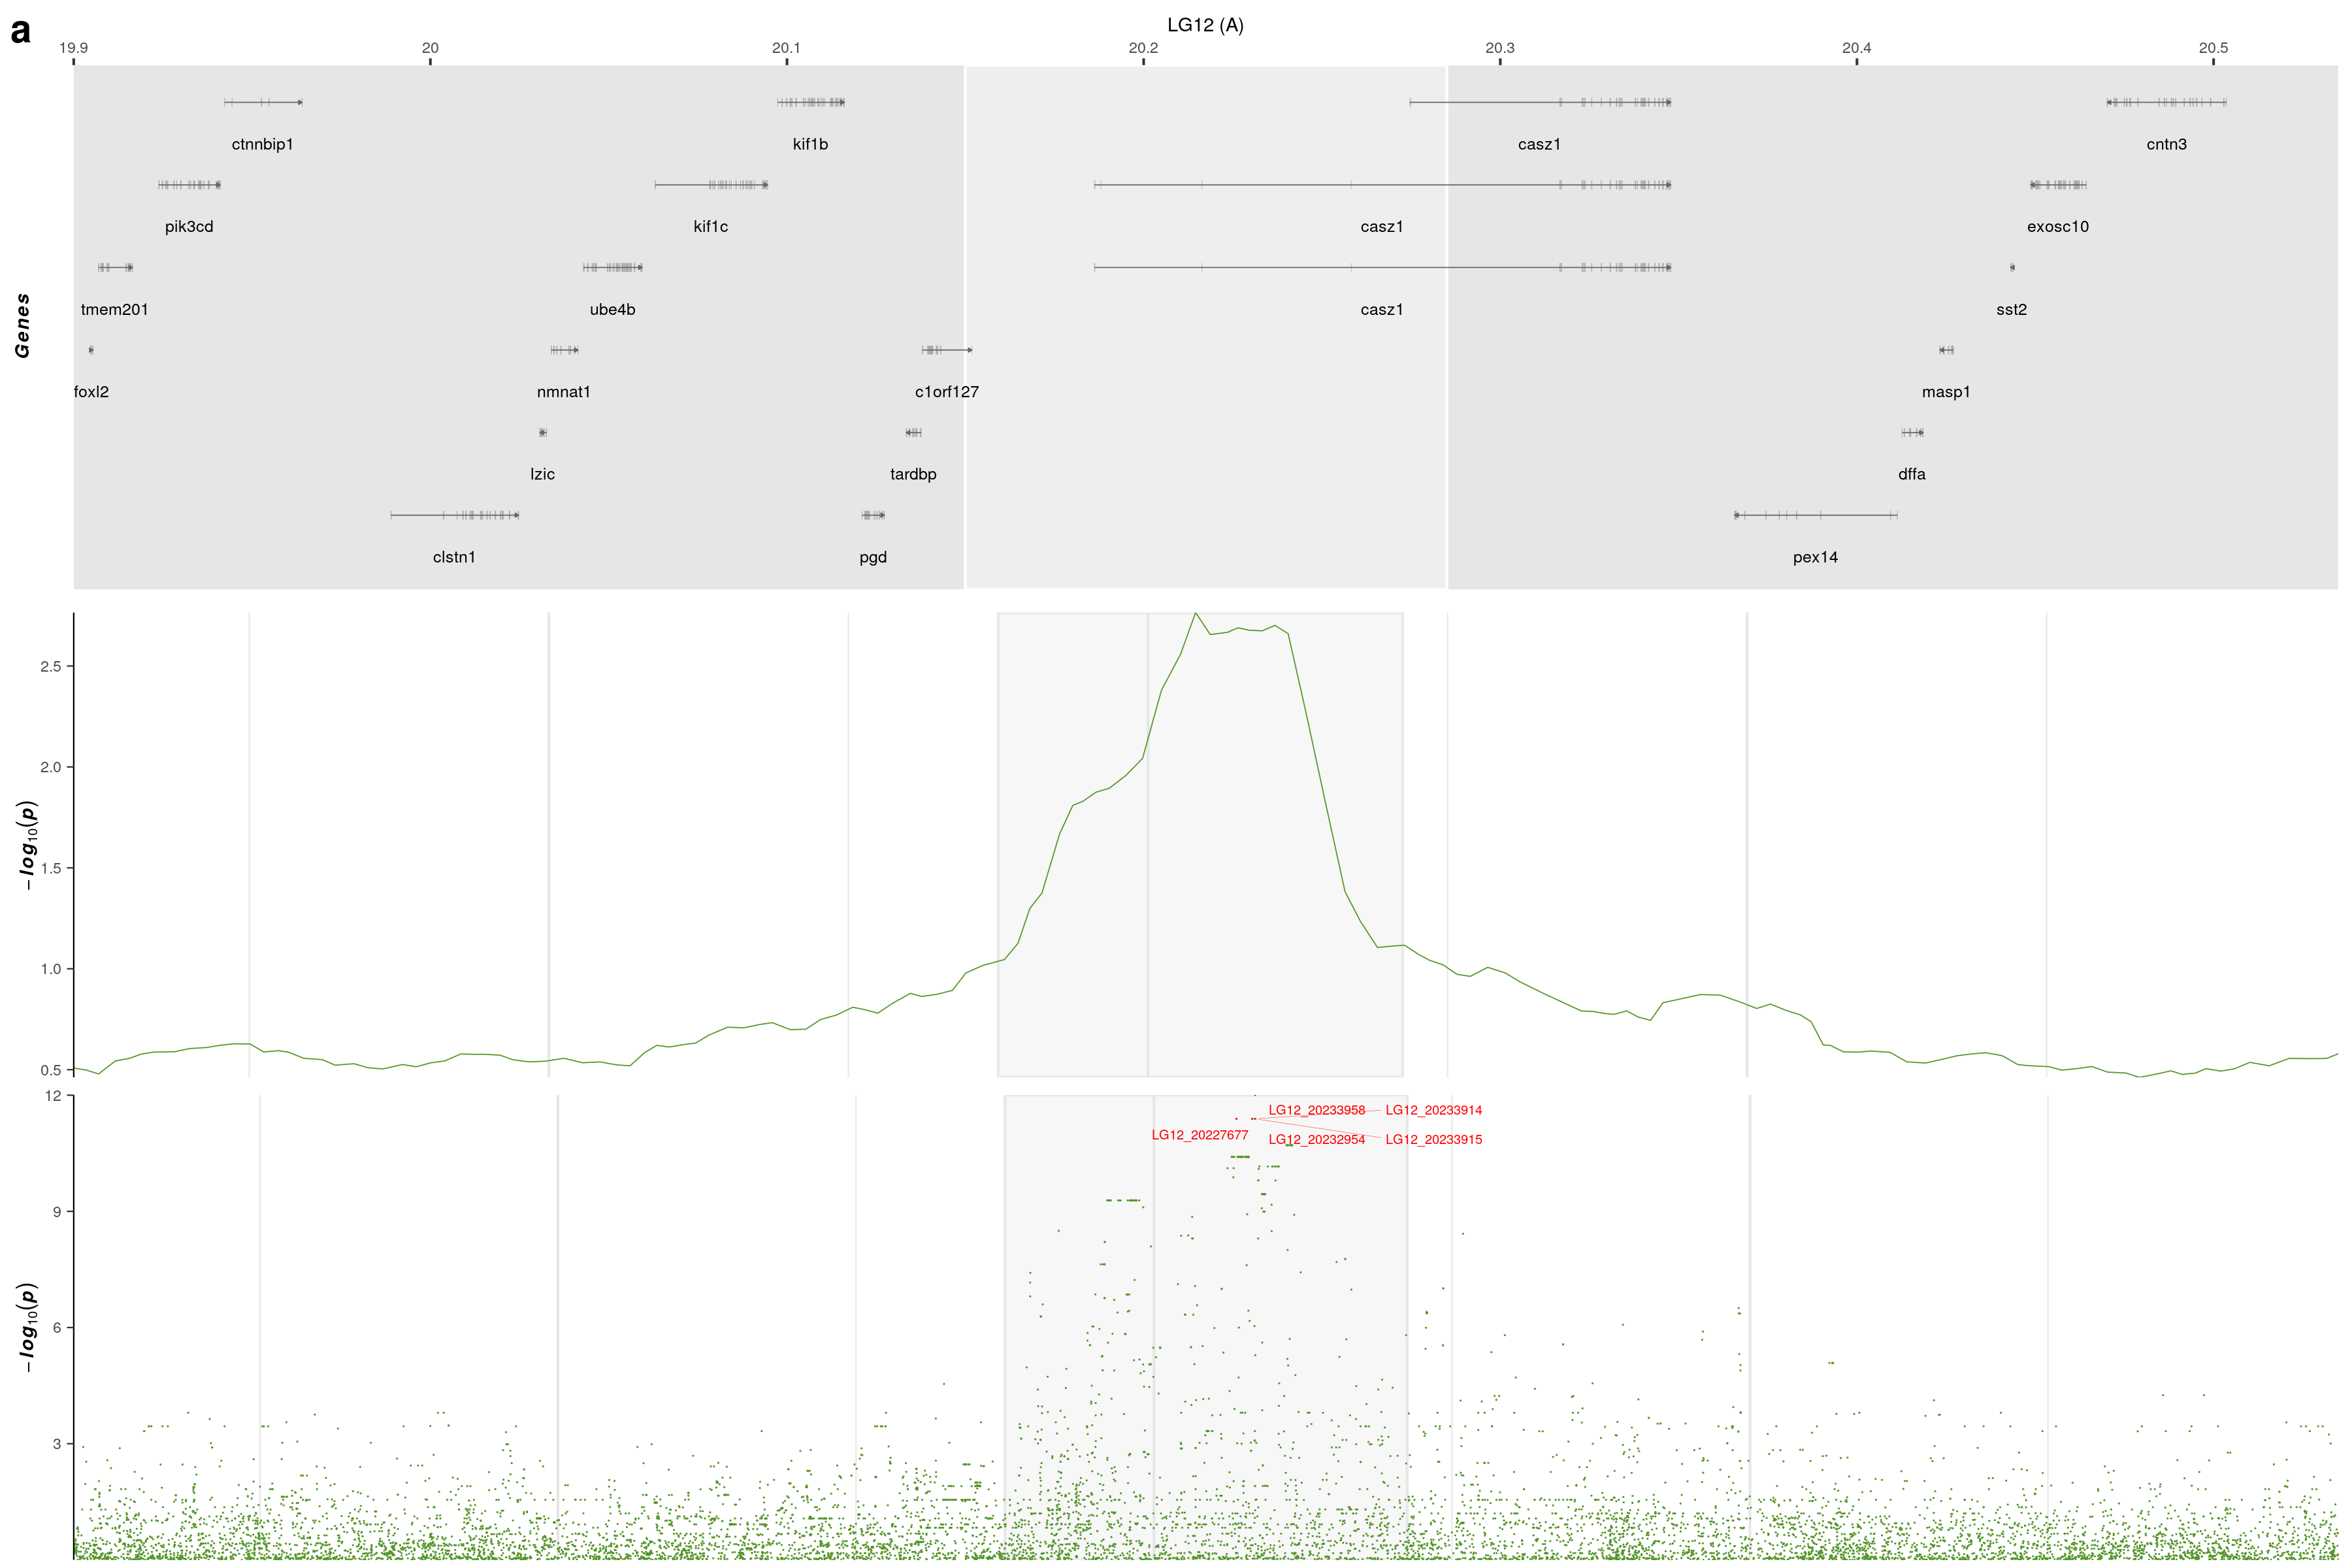 a
LG12 (A)
19.9 20 20.1 20.2 20.3 20.4 20.5
Genes
ctnnbip1 kif1b casz1 cntn3
pik3cd kif1c casz1 exosc10
tmem201 ube4b casz1 sst2
foxl2 nmnat1 c1orf127 masp1
lzic tardbp dffa
clstn1 pgd pex14
−log10(p)
2.5
2.0
1.5
1.0
0.5
−log10(p)
12
9
6
3
LG12_20233958 LG12_20233914
LG12_20227677 LG12_20232954 LG12_20233915